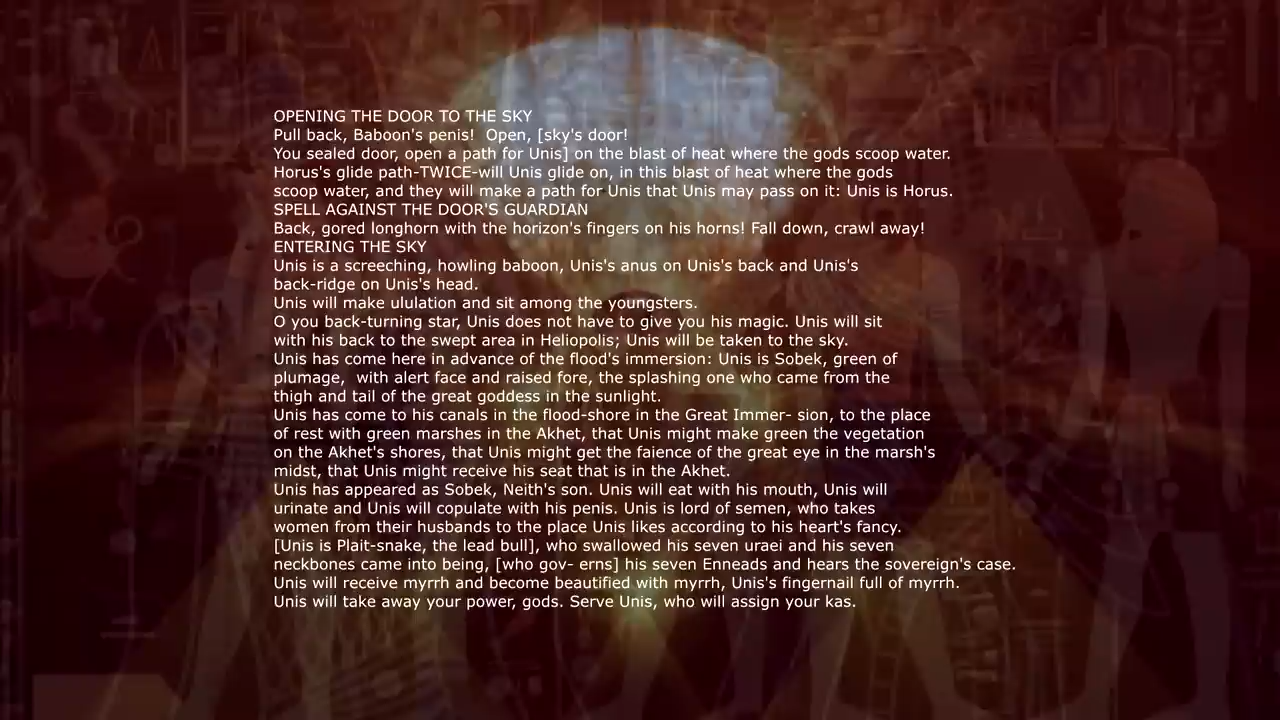 OPENING THE DOOR TO THE SKY
Pull back, Baboon's penis!  Open, [sky's door!
You sealed door, open a path for Unis] on the blast of heat where the gods scoop water.
Horus's glide path-TWICE-will Unis glide on, in this blast of heat where the gods
scoop water, and they will make a path for Unis that Unis may pass on it: Unis is Horus.
SPELL AGAINST THE DOOR'S GUARDIAN
Back, gored longhorn with the horizon's fingers on his horns! Fall down, crawl away!
ENTERING THE SKY
Unis is a screeching, howling baboon, Unis's anus on Unis's back and Unis's
back-ridge on Unis's head.
Unis will make ululation and sit among the youngsters.
O you back-turning star, Unis does not have to give you his magic. Unis will sit
with his back to the swept area in Heliopolis; Unis will be taken to the sky.
Unis has come here in advance of the flood's immersion: Unis is Sobek, green of
plumage,  with alert face and raised fore, the splashing one who came from the
thigh and tail of the great goddess in the sunlight.
Unis has come to his canals in the flood-shore in the Great Immer- sion, to the place
of rest with green marshes in the Akhet, that Unis might make green the vegetation
on the Akhet's shores, that Unis might get the faience of the great eye in the marsh's
midst, that Unis might receive his seat that is in the Akhet.
Unis has appeared as Sobek, Neith's son. Unis will eat with his mouth, Unis will
urinate and Unis will copulate with his penis. Unis is lord of semen, who takes
women from their husbands to the place Unis likes according to his heart's fancy.
[Unis is Plait-snake, the lead bull], who swallowed his seven uraei and his seven
neckbones came into being, [who gov- erns] his seven Enneads and hears the sovereign's case.
Unis will receive myrrh and become beautified with myrrh, Unis's fingernail full of myrrh.
Unis will take away your power, gods. Serve Unis, who will assign your kas.